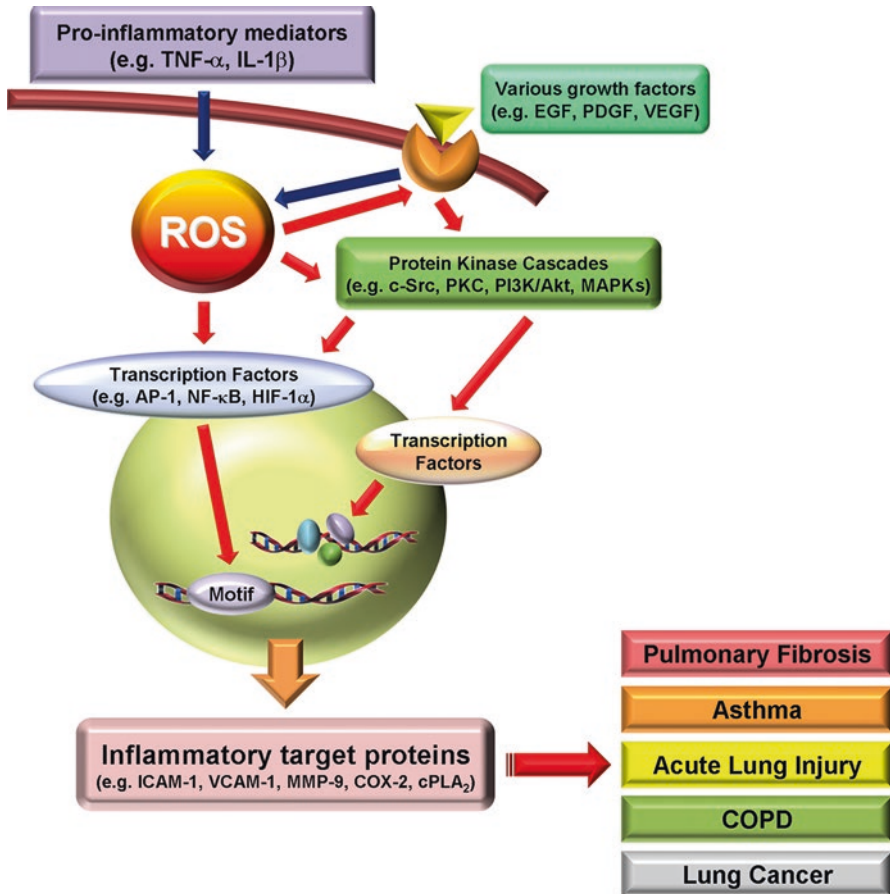 Pro-inflammatory mediators
(e.g. TNF-α, IL-1β)
Various growth factors
(e.g. EGF, PDGF, VEGF)
ROS
Protein Kinase Cascades
(e.g. c-Src, PKC, PI3K/Akt, MAPKs)
Transcription Factors
(e.g. AP-1, NF-κB, HIF-1α)
Transcription
Factors
Motif
Inflammatory target proteins
(e.g. ICAM-1, VCAM-1, MMP-9, COX-2, cPLA₂)
Pulmonary Fibrosis
Asthma
Acute Lung Injury
COPD
Lung Cancer